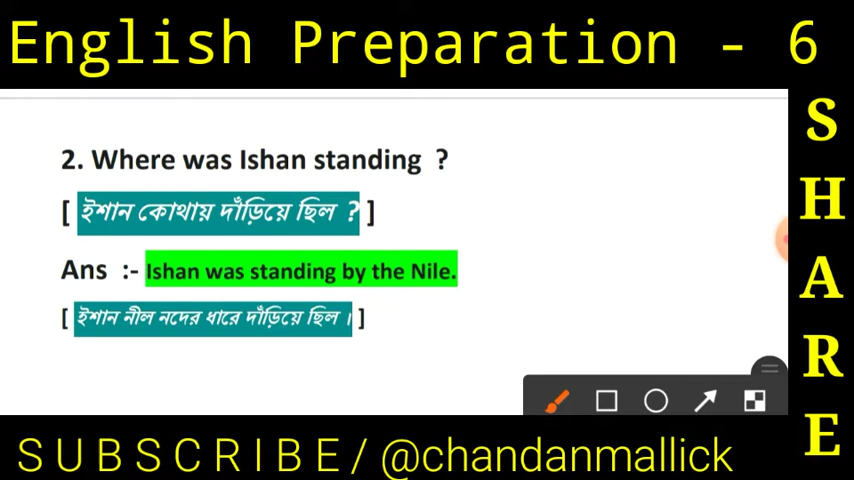 English Preparation - 6
2. Where was Ishan standing ?
[ ইশান কোথায় দাঁড়িয়ে ছিল ? ]
Ans :- Ishan was standing by the Nile.
[ ইশান নীল নদের ধারে দাঁড়িয়ে ছিল । ]
SHARE
SUBSCRIBE/ @chandanmallick